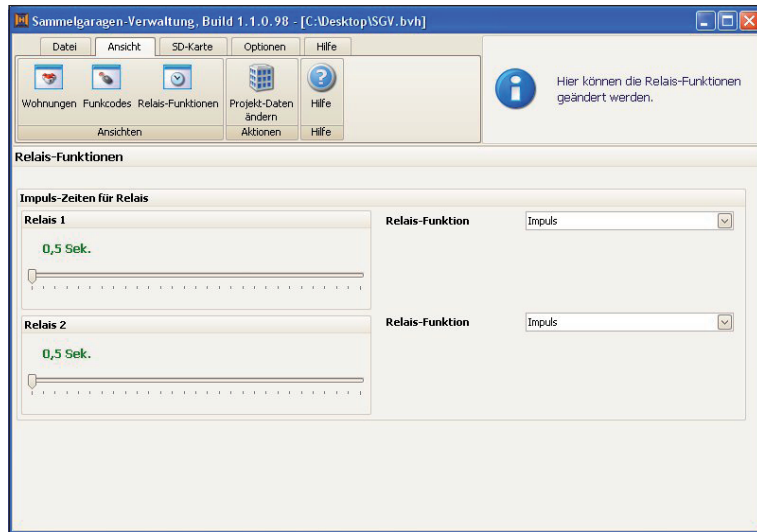 Sammelgaragen-Verwaltung, Build 1.1.0.98 - [C:\Desktop\SGV.bvh]
Datei Ansicht SD-Karte Optionen Hilfe
Wohnungen Funkcodes Relais-Funktionen Projekt-Daten ändern Hilfe
Ansichten Aktionen Hilfe
Hier können die Relais-Funktionen
geändert werden.
Relais-Funktionen
Impuls-Zeiten für Relais
Relais 1
0,5 Sek.
Relais-Funktion Impuls
Relais 2
0,5 Sek.
Relais-Funktion Impuls